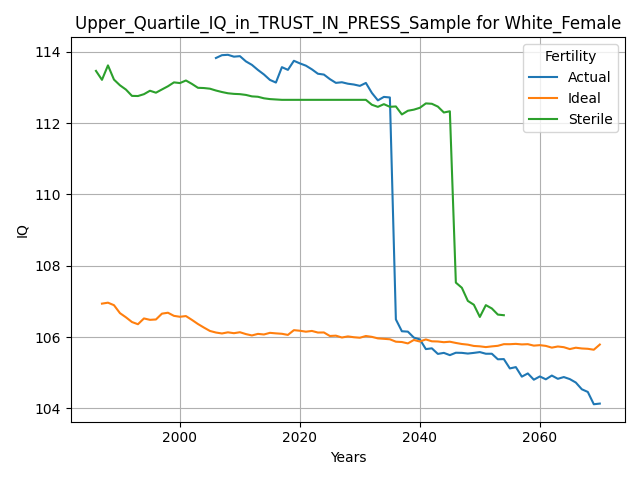 Upper_Quartile_IQ_in_TRUST_IN_PRESS_Sample for White_Female
Fertility
Actual
Ideal
Sterile
114
112
110
108
106
104
IQ
2000
2020
2040
2060
Years